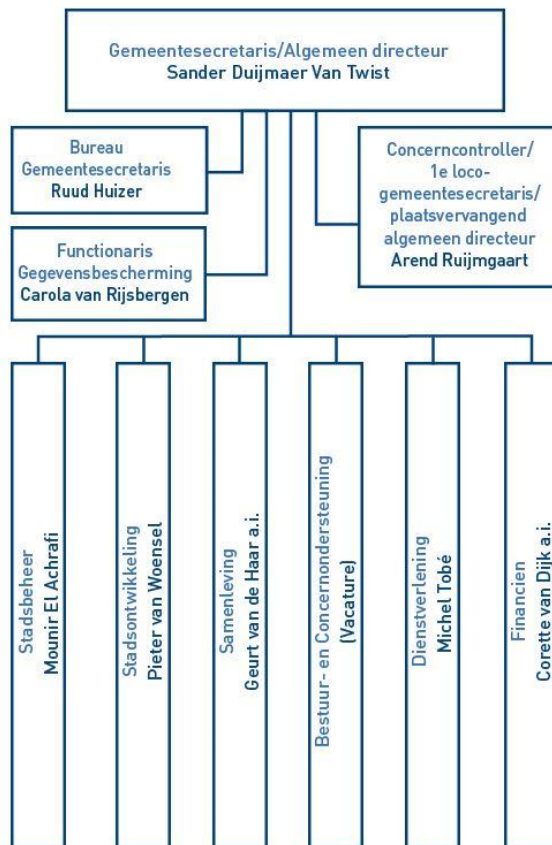 Gemeentesecretaris/Algemeen directeur
Sander Duijmaer Van Twist
Bureau
Gemeentesecretaris
Ruud Huizer
Concerncontroller/
1e loco-
gemeentesecretaris/
plaatsvervangend
algemeen directeur
Arend Ruijmgaart
Functionaris
Gegevensbescherming
Carola van Rijsbergen
Stadsbeheer
Mounir El Achrafi
Stadsontwikkeling
Pieter van Woensel
Samenleving
Geurt van de Haar a.i.
Bestuur- en Concernondersteuning
(Vacature)
Dienstverlening
Michel Tobé
Financien
Corette van Dijk a.i.